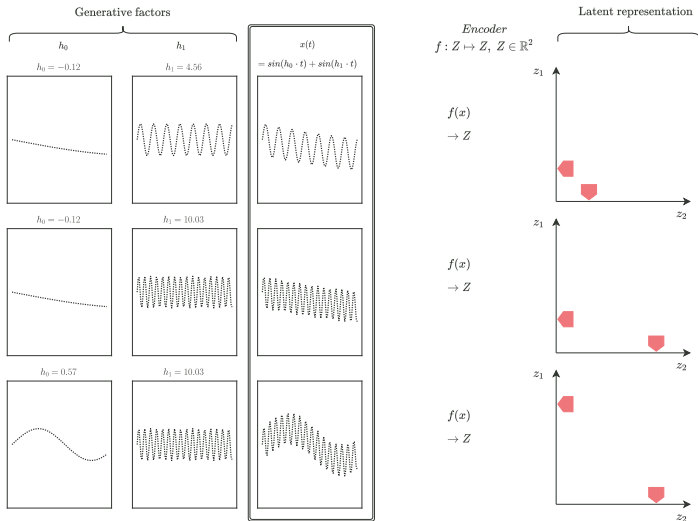 Generative factors
Latent representation
h₀
h₁
x(t)
= sin(h₀ · t) + sin(h₁ · t)
Encoder
f : Z ↦ Z, Z ∈ ℝ²
h₀ = −0.12
h₁ = 4.56
f(x)
→ Z
z₁
z₂
h₀ = −0.12
h₁ = 10.03
f(x)
→ Z
z₁
z₂
h₀ = 0.57
h₁ = 10.03
f(x)
→ Z
z₁
z₂